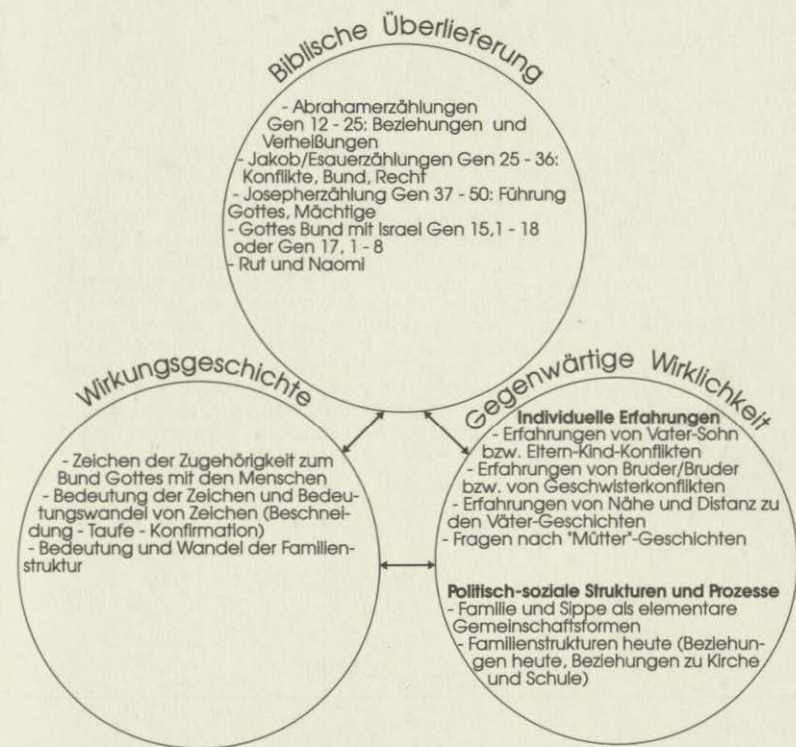 Biblische Überlieferung
- Abrahamerzählungen
Gen 12 - 25: Beziehungen und
Verheißungen
- Jakob/Esauerzählungen Gen 25 - 36:
Konflikte, Bund, Recht
- Josepherzählung Gen 37 - 50: Führung
Gottes, Mächtige
- Gottes Bund mit Israel Gen 15,1 - 18
oder Gen 17, 1 - 8
- Rut und Naomi
Wirkungsgeschichte
- Zeichen der Zugehörigkeit zum
Bund Gottes mit den Menschen
- Bedeutung der Zeichen und Bedeu-
tungswandel von Zeichen (Beschnei-
dung - Taufe - Konfirmation)
- Bedeutung und Wandel der Familien-
struktur
Gegenwärtige Wirklichkeit
Individuelle Erfahrungen
- Erfahrungen von Vater-Sohn
bzw. Eltern-Kind-Konflikten
- Erfahrungen von Bruder/Bruder
bzw. von Geschwisterkonflikten
- Erfahrungen von Nähe und Distanz zu
den Väter-Geschichten
- Fragen nach "Mütter"-Geschichten
Politisch-soziale Strukturen und Prozesse
- Familie und Sippe als elementare
Gemeinschaftsformen
- Familienstrukturen heute (Beziehun-
gen heute, Beziehungen zu Kirche
und Schule)